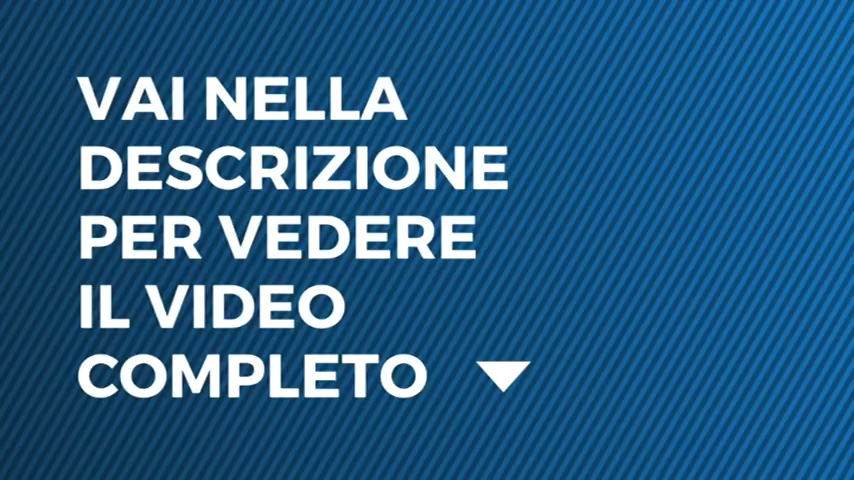 VAI NELLA
DESCRIZIONE
PER VEDERE
IL VIDEO
COMPLETO